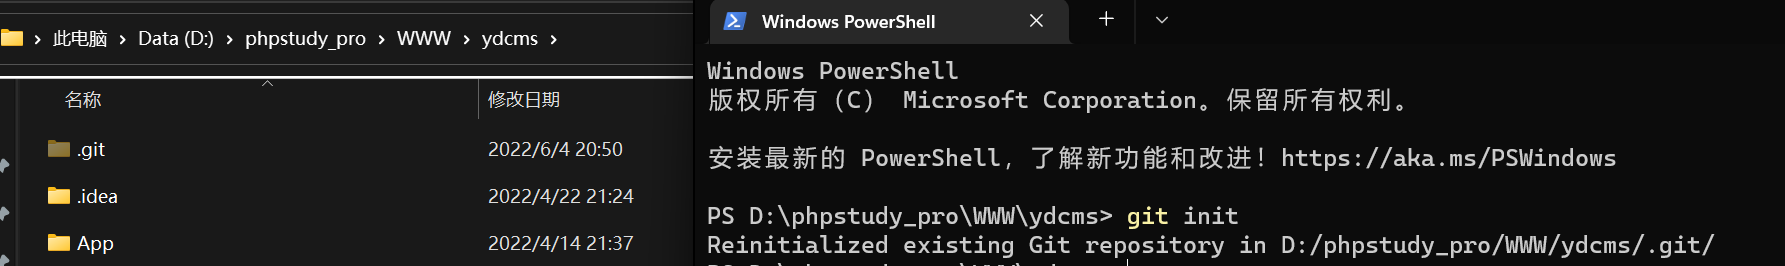 此电脑 > Data (D:) > phpstudy_pro > WWW > ydcms >
名称 修改日期
.git 2022/6/4 20:50
.idea 2022/4/22 21:24
App 2022/4/14 21:37
Windows PowerShell
Windows PowerShell
版权所有 (C) Microsoft Corporation。保留所有权利。
安装最新的 PowerShell，了解新功能和改进！https://aka.ms/PSWindows
PS D:\phpstudy_pro\WWW\ydcms> git init
Reinitialized existing Git repository in D:/phpstudy_pro/WWW/ydcms/.git/